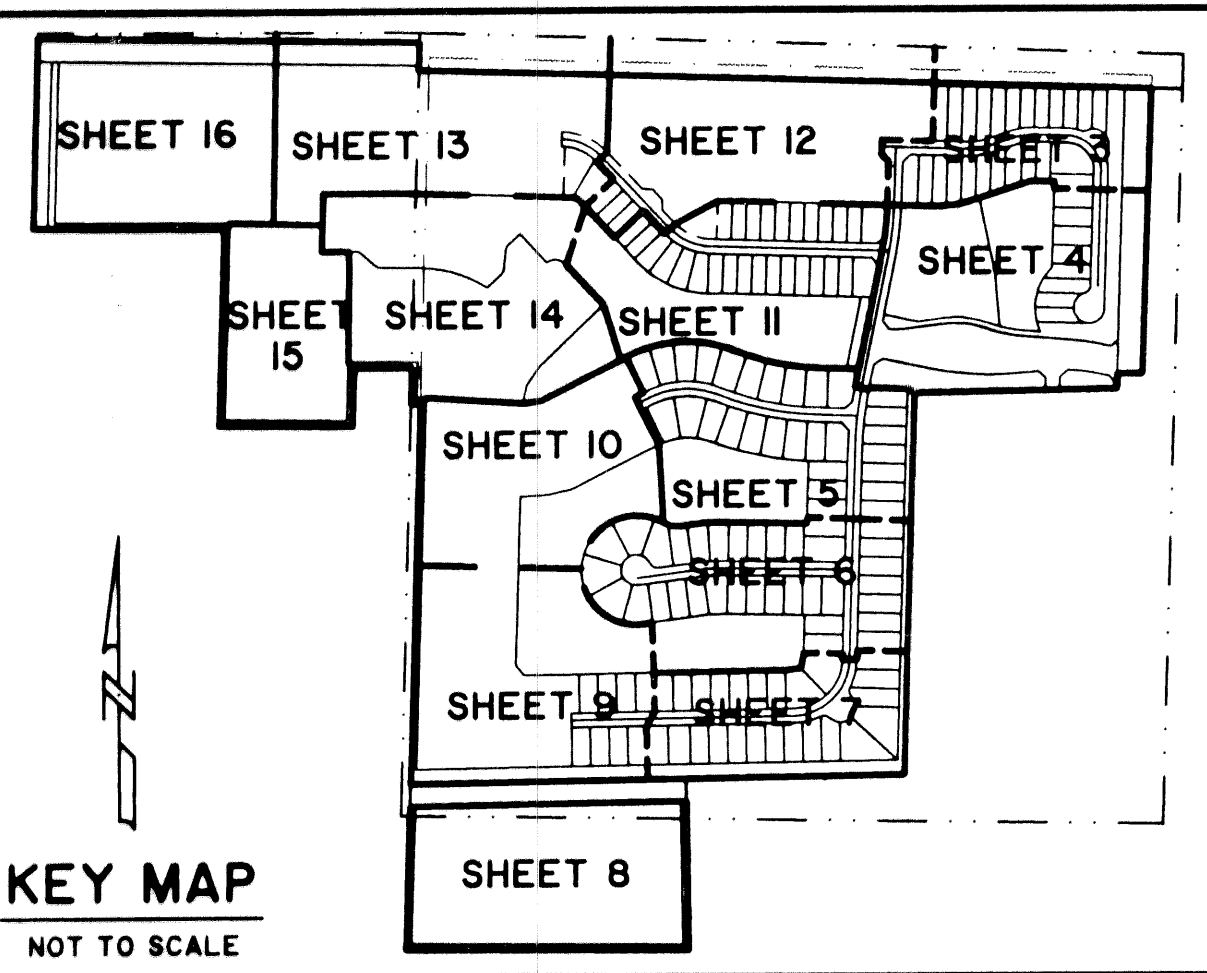 SHEET 16
SHEET 13
SHEET 12
SHEET 3
SHEET 4
SHEET
15
SHEET 14
SHEET 11
SHEET 10
SHEET 5
SHEET 6
SHEET 9
SHEET 7
N
SHEET 8
KEY MAP
NOT TO SCALE